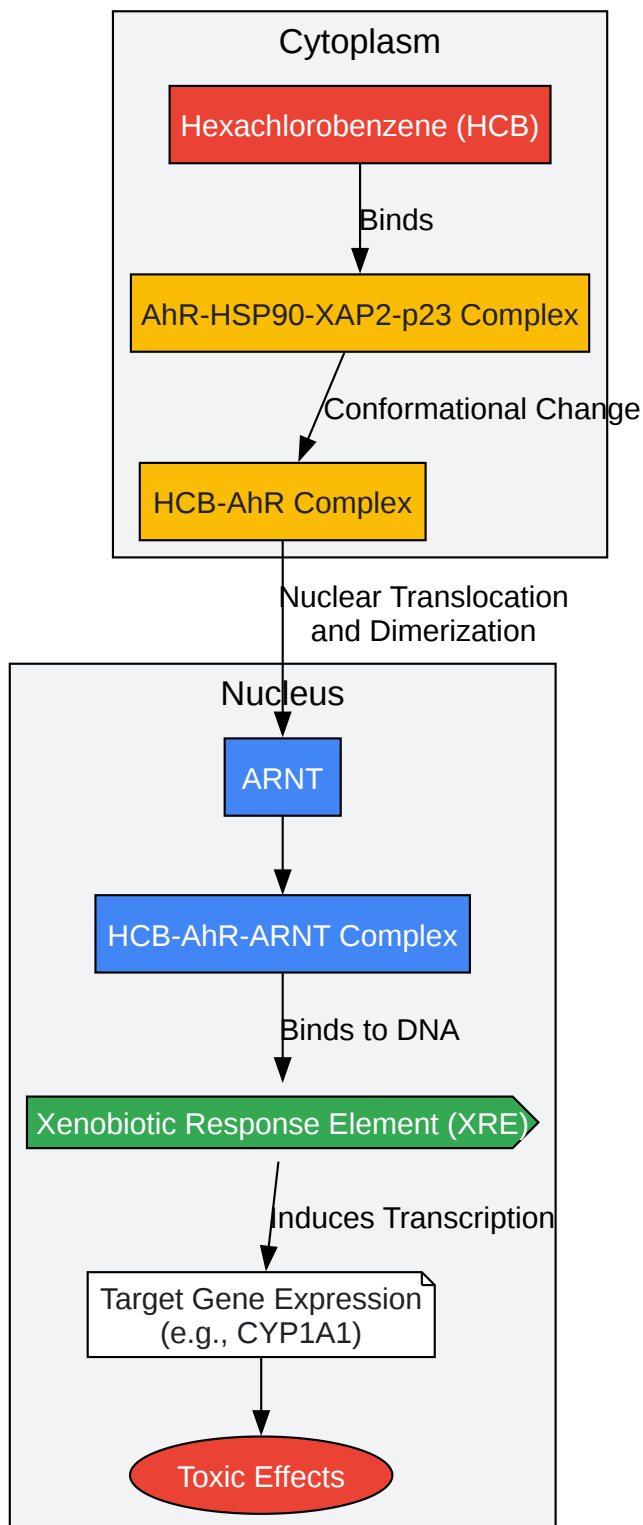 Cytoplasm
Hexachlorobenzene (HCB)
Binds
AhR-HSP90-XAP2-p23 Complex
Conformational Change
HCB-AhR Complex
Nuclear Translocation
and Dimerization
Nucleus
ARNT
HCB-AhR-ARNT Complex
Binds to DNA
Xenobiotic Response Element (XRE)
Induces Transcription
Target Gene Expression
(e.g., CYP1A1)
Toxic Effects